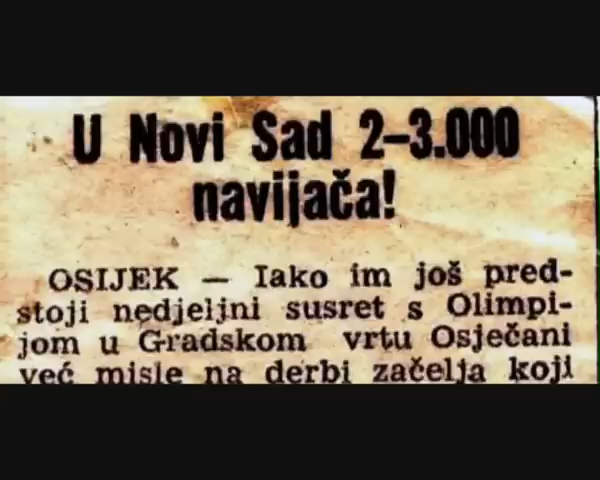 U Novi Sad 2–3.000
navijača!
OSIJEK — Iako im još pred-
stoji nedjeljni susret s Olimpi-
jom u Gradskom vrtu Osječani
već misle na derbi začelja koji